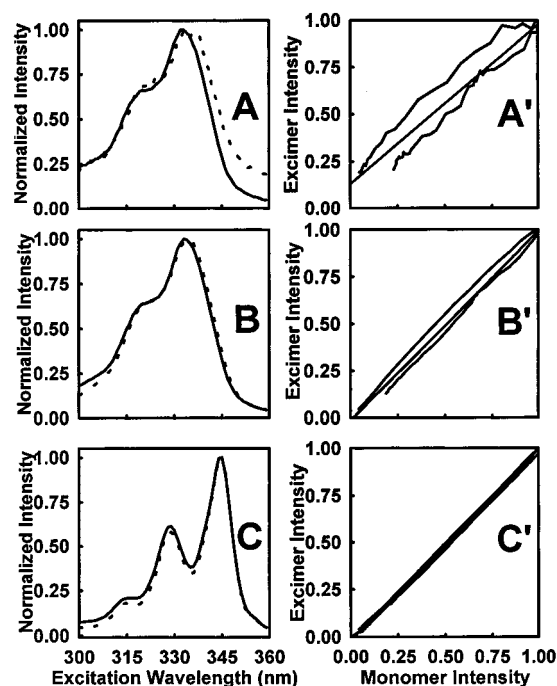 Normalized Intensity
1.00
0.75
0.50
0.25
0.00
A
Excimer Intensity
1.00
0.75
0.50
0.25
0.00
A'
Normalized Intensity
1.00
0.75
0.50
0.25
0.00
B
Excimer Intensity
1.00
0.75
0.50
0.25
0.00
B'
Normalized Intensity
1.00
0.75
0.50
0.25
0.00
C
300 315 330 345 360
Excitation Wavelength (nm)
Excimer Intensity
1.00
0.75
0.50
0.25
0.00
C'
0.00 0.25 0.50 0.75 1.00
Monomer Intensity